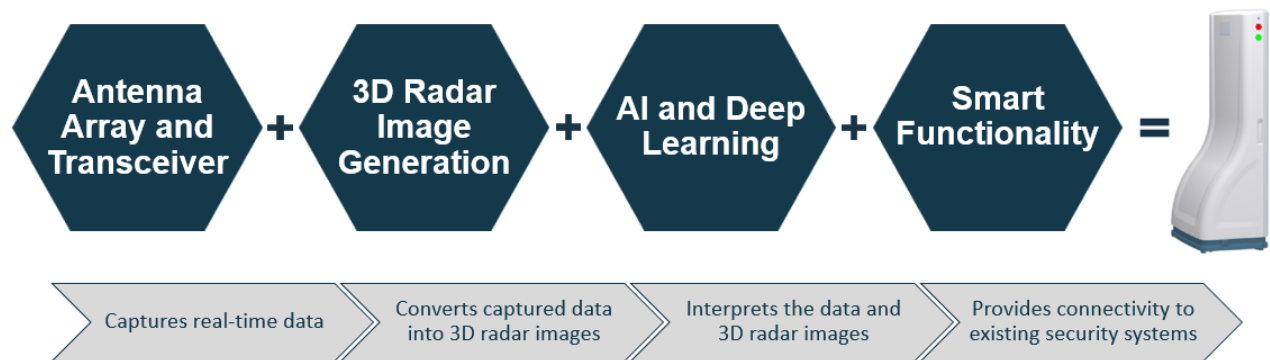 Antenna
Array and
Transceiver
+
3D Radar
Image
Generation
+
AI and Deep
Learning
+
Smart
Functionality
=
Captures real-time data
Converts captured data
into 3D radar images
Interprets the data and
3D radar images
Provides connectivity to
existing security systems